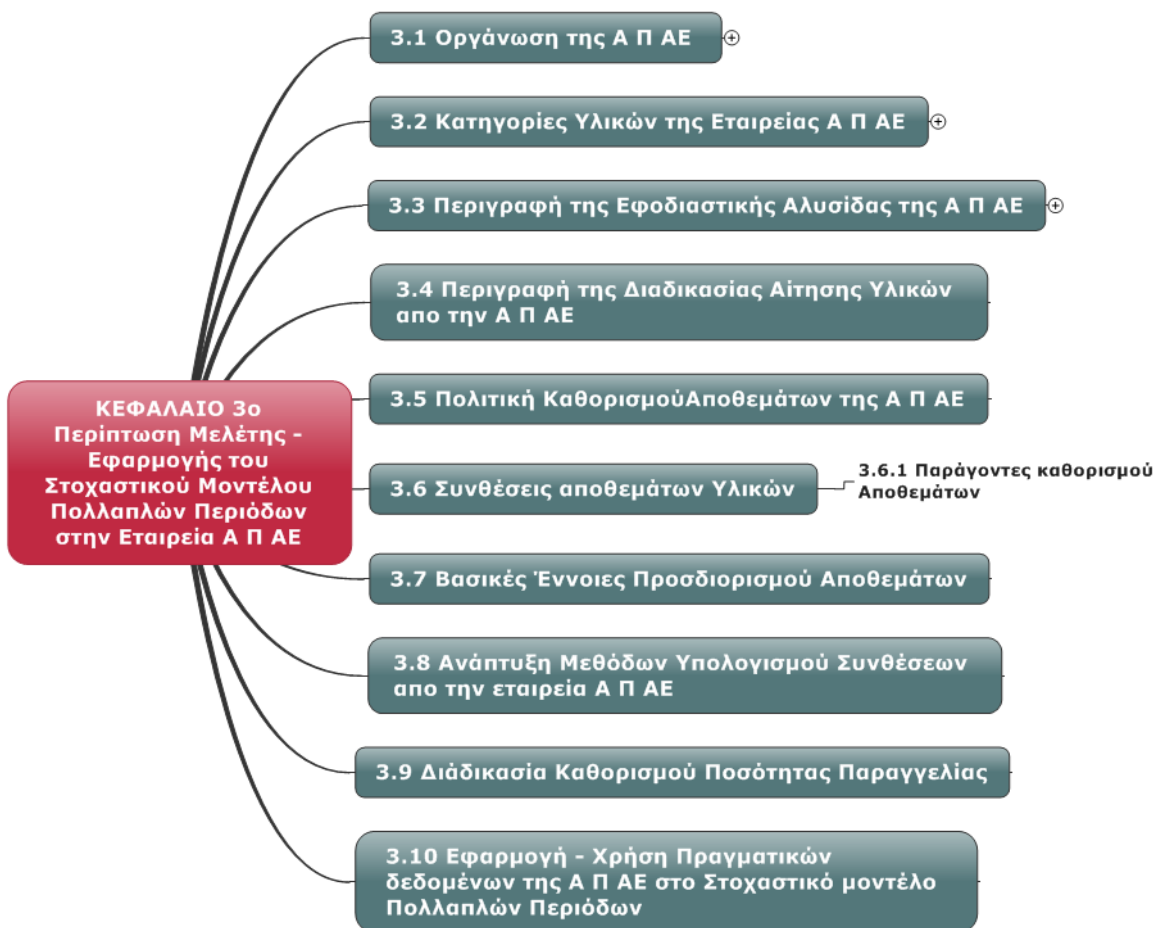 3.1 Οργάνωση της Α Π ΑΕ
3.2 Κατηγορίες Υλικών της Εταιρείας Α Π ΑΕ
3.3 Περιγραφή της Εφοδιαστικής Αλυσίδας της Α Π ΑΕ
3.4 Περιγραφή της Διαδικασίας Αίτησης Υλικών
απο την Α Π ΑΕ
ΚΕΦΑΛΑΙΟ 3ο
Περίπτωση Μελέτης -
Εφαρμογής του
Στοχαστικού Μοντέλου
Πολλαπλών Περιόδων
στην Εταιρεία Α Π ΑΕ
3.5 Πολιτική ΚαθορισμούΑποθεμάτων της Α Π ΑΕ
3.6 Συνθέσεις αποθεμάτων Υλικών
3.6.1 Παράγοντες καθορισμού
Αποθεμάτων
3.7 Βασικές Έννοιες Προσδιορισμού Αποθεμάτων
3.8 Ανάπτυξη Μεθόδων Υπολογισμού Συνθέσεων
απο την εταιρεία Α Π ΑΕ
3.9 Διάδικασία Καθορισμού Ποσότητας Παραγγελίας
3.10 Εφαρμογή - Χρήση Πραγματικών
δεδομένων της Α Π ΑΕ στο Στοχαστικό μοντέλο
Πολλαπλών Περιόδων